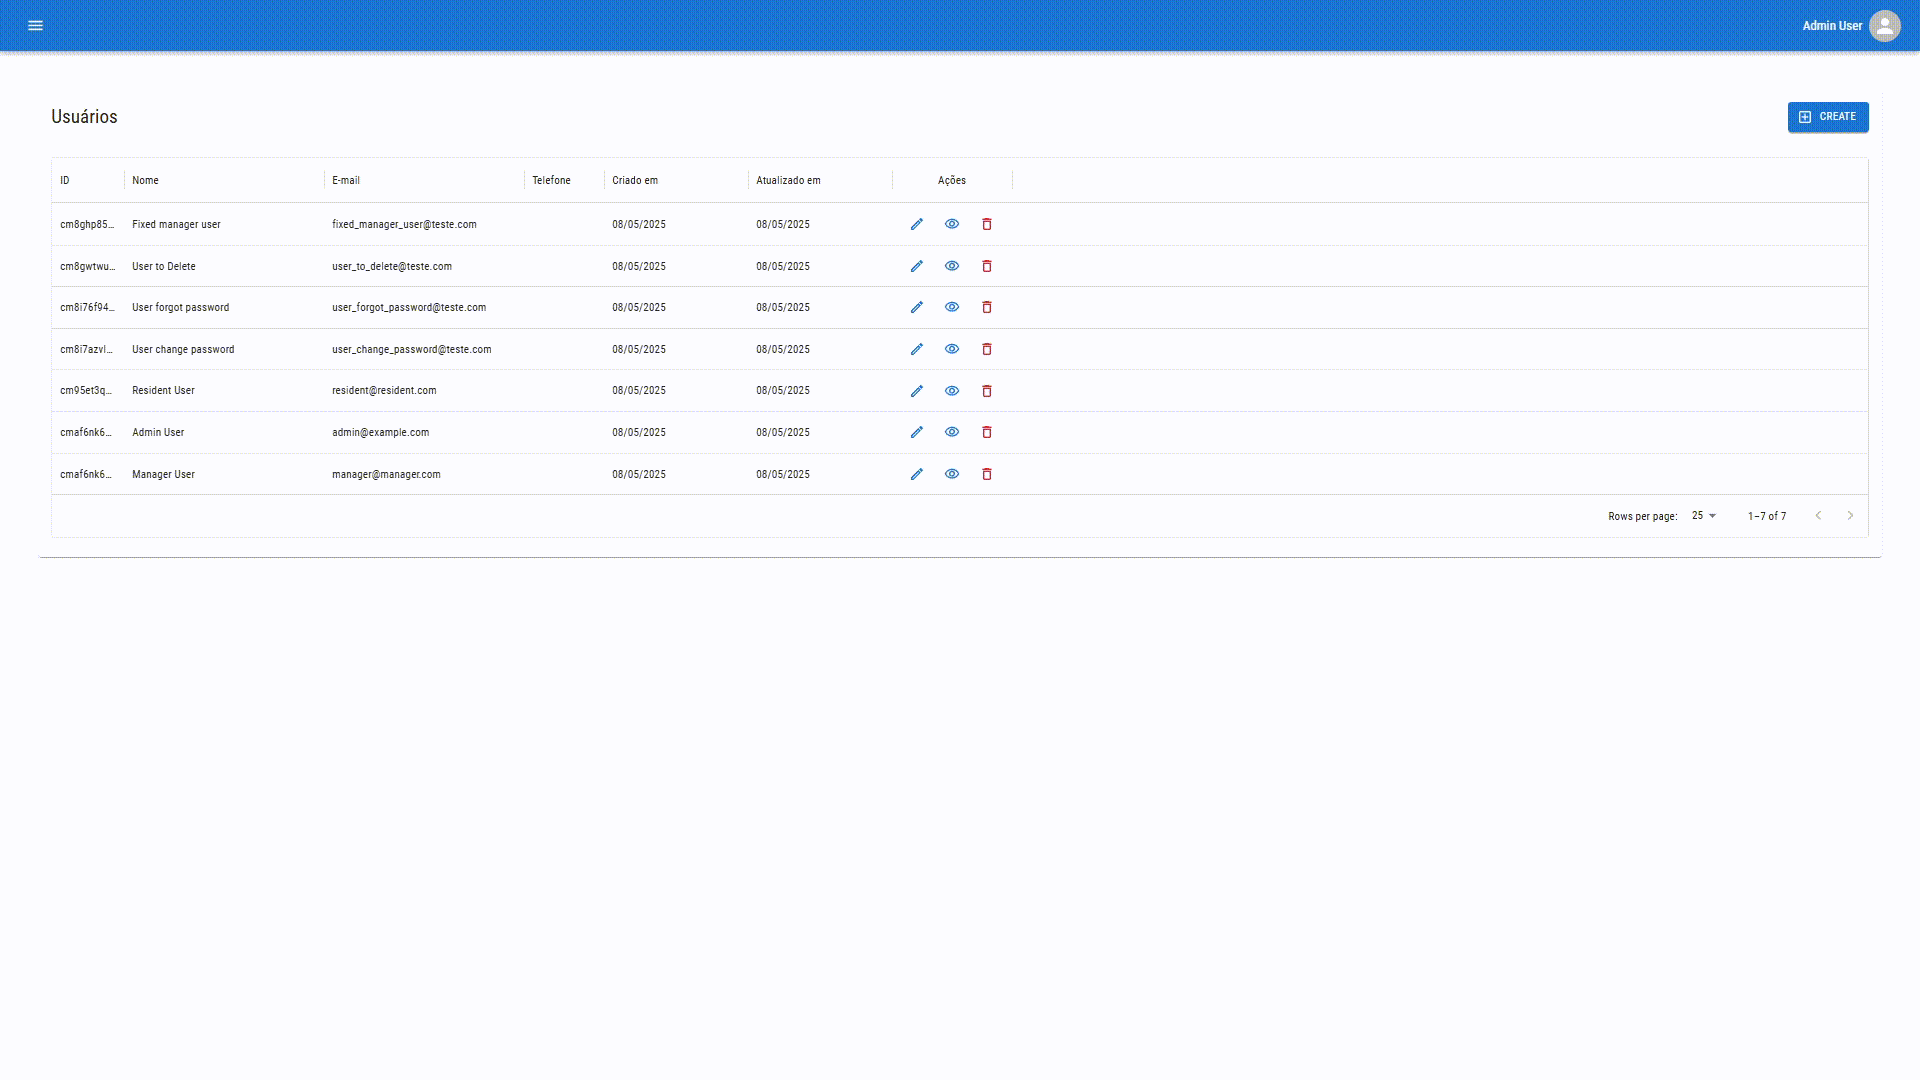 Admin User
Usuários
CREATE
ID Nome E-mail Telefone Criado em Atualizado em Ações
cm8ghp85... Fixed manager user fixed_manager_user@teste.com 08/05/2025 08/05/2025
cm8gwtwu... User to Delete user_to_delete@teste.com 08/05/2025 08/05/2025
cm8i76f94... User forgot password user_forgot_password@teste.com 08/05/2025 08/05/2025
cm8i7azvl... User change password user_change_password@teste.com 08/05/2025 08/05/2025
cm95et3q... Resident User resident@resident.com 08/05/2025 08/05/2025
cmaf6nk6... Admin User admin@example.com 08/05/2025 08/05/2025
cmaf6nk6... Manager User manager@manager.com 08/05/2025 08/05/2025
Rows per page: 25 1–7 of 7